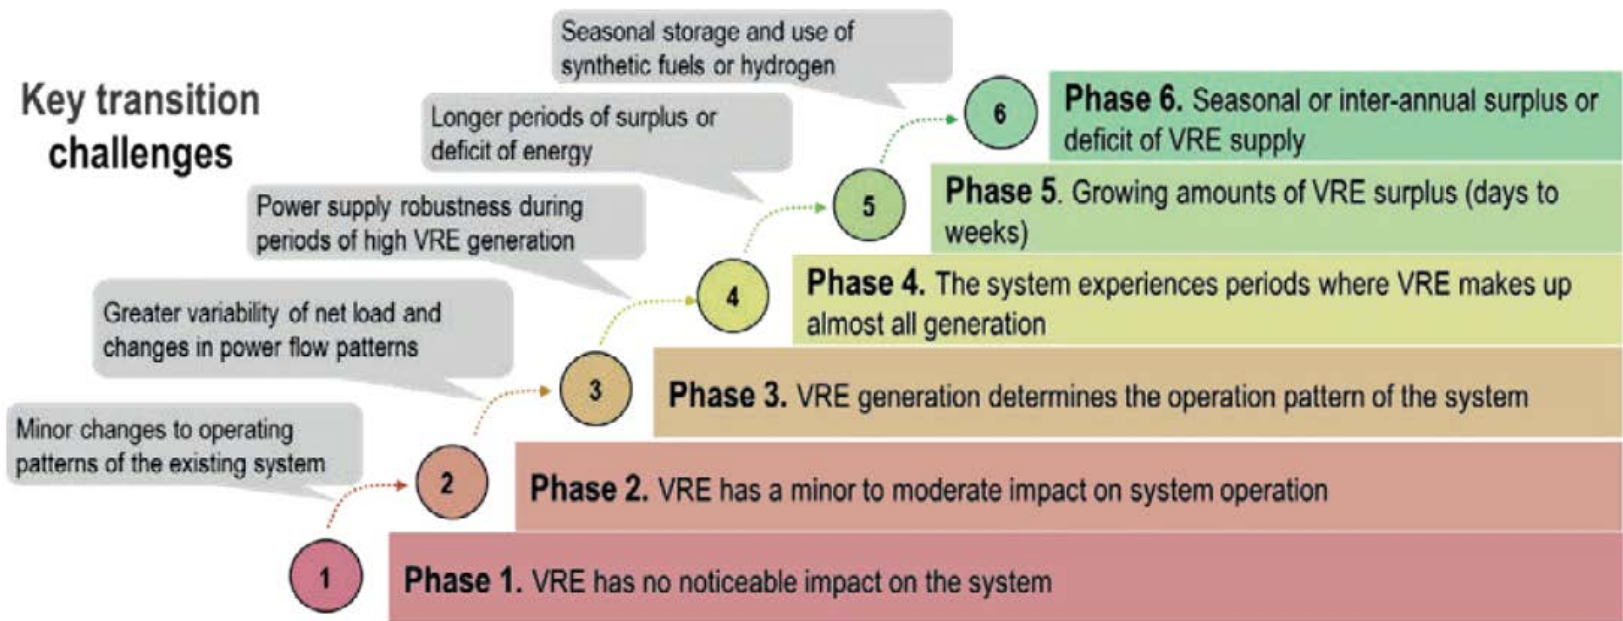 Key transition
challenges
Seasonal storage and use of
synthetic fuels or hydrogen
6
Phase 6. Seasonal or inter-annual surplus or
deficit of VRE supply
Longer periods of surplus or
deficit of energy
5
Phase 5. Growing amounts of VRE surplus (days to
weeks)
Power supply robustness during
periods of high VRE generation
4
Phase 4. The system experiences periods where VRE makes up
almost all generation
Greater variability of net load and
changes in power flow patterns
3
Phase 3. VRE generation determines the operation pattern of the system
Minor changes to operating
patterns of the existing system
2
Phase 2. VRE has a minor to moderate impact on system operation
1
Phase 1. VRE has no noticeable impact on the system